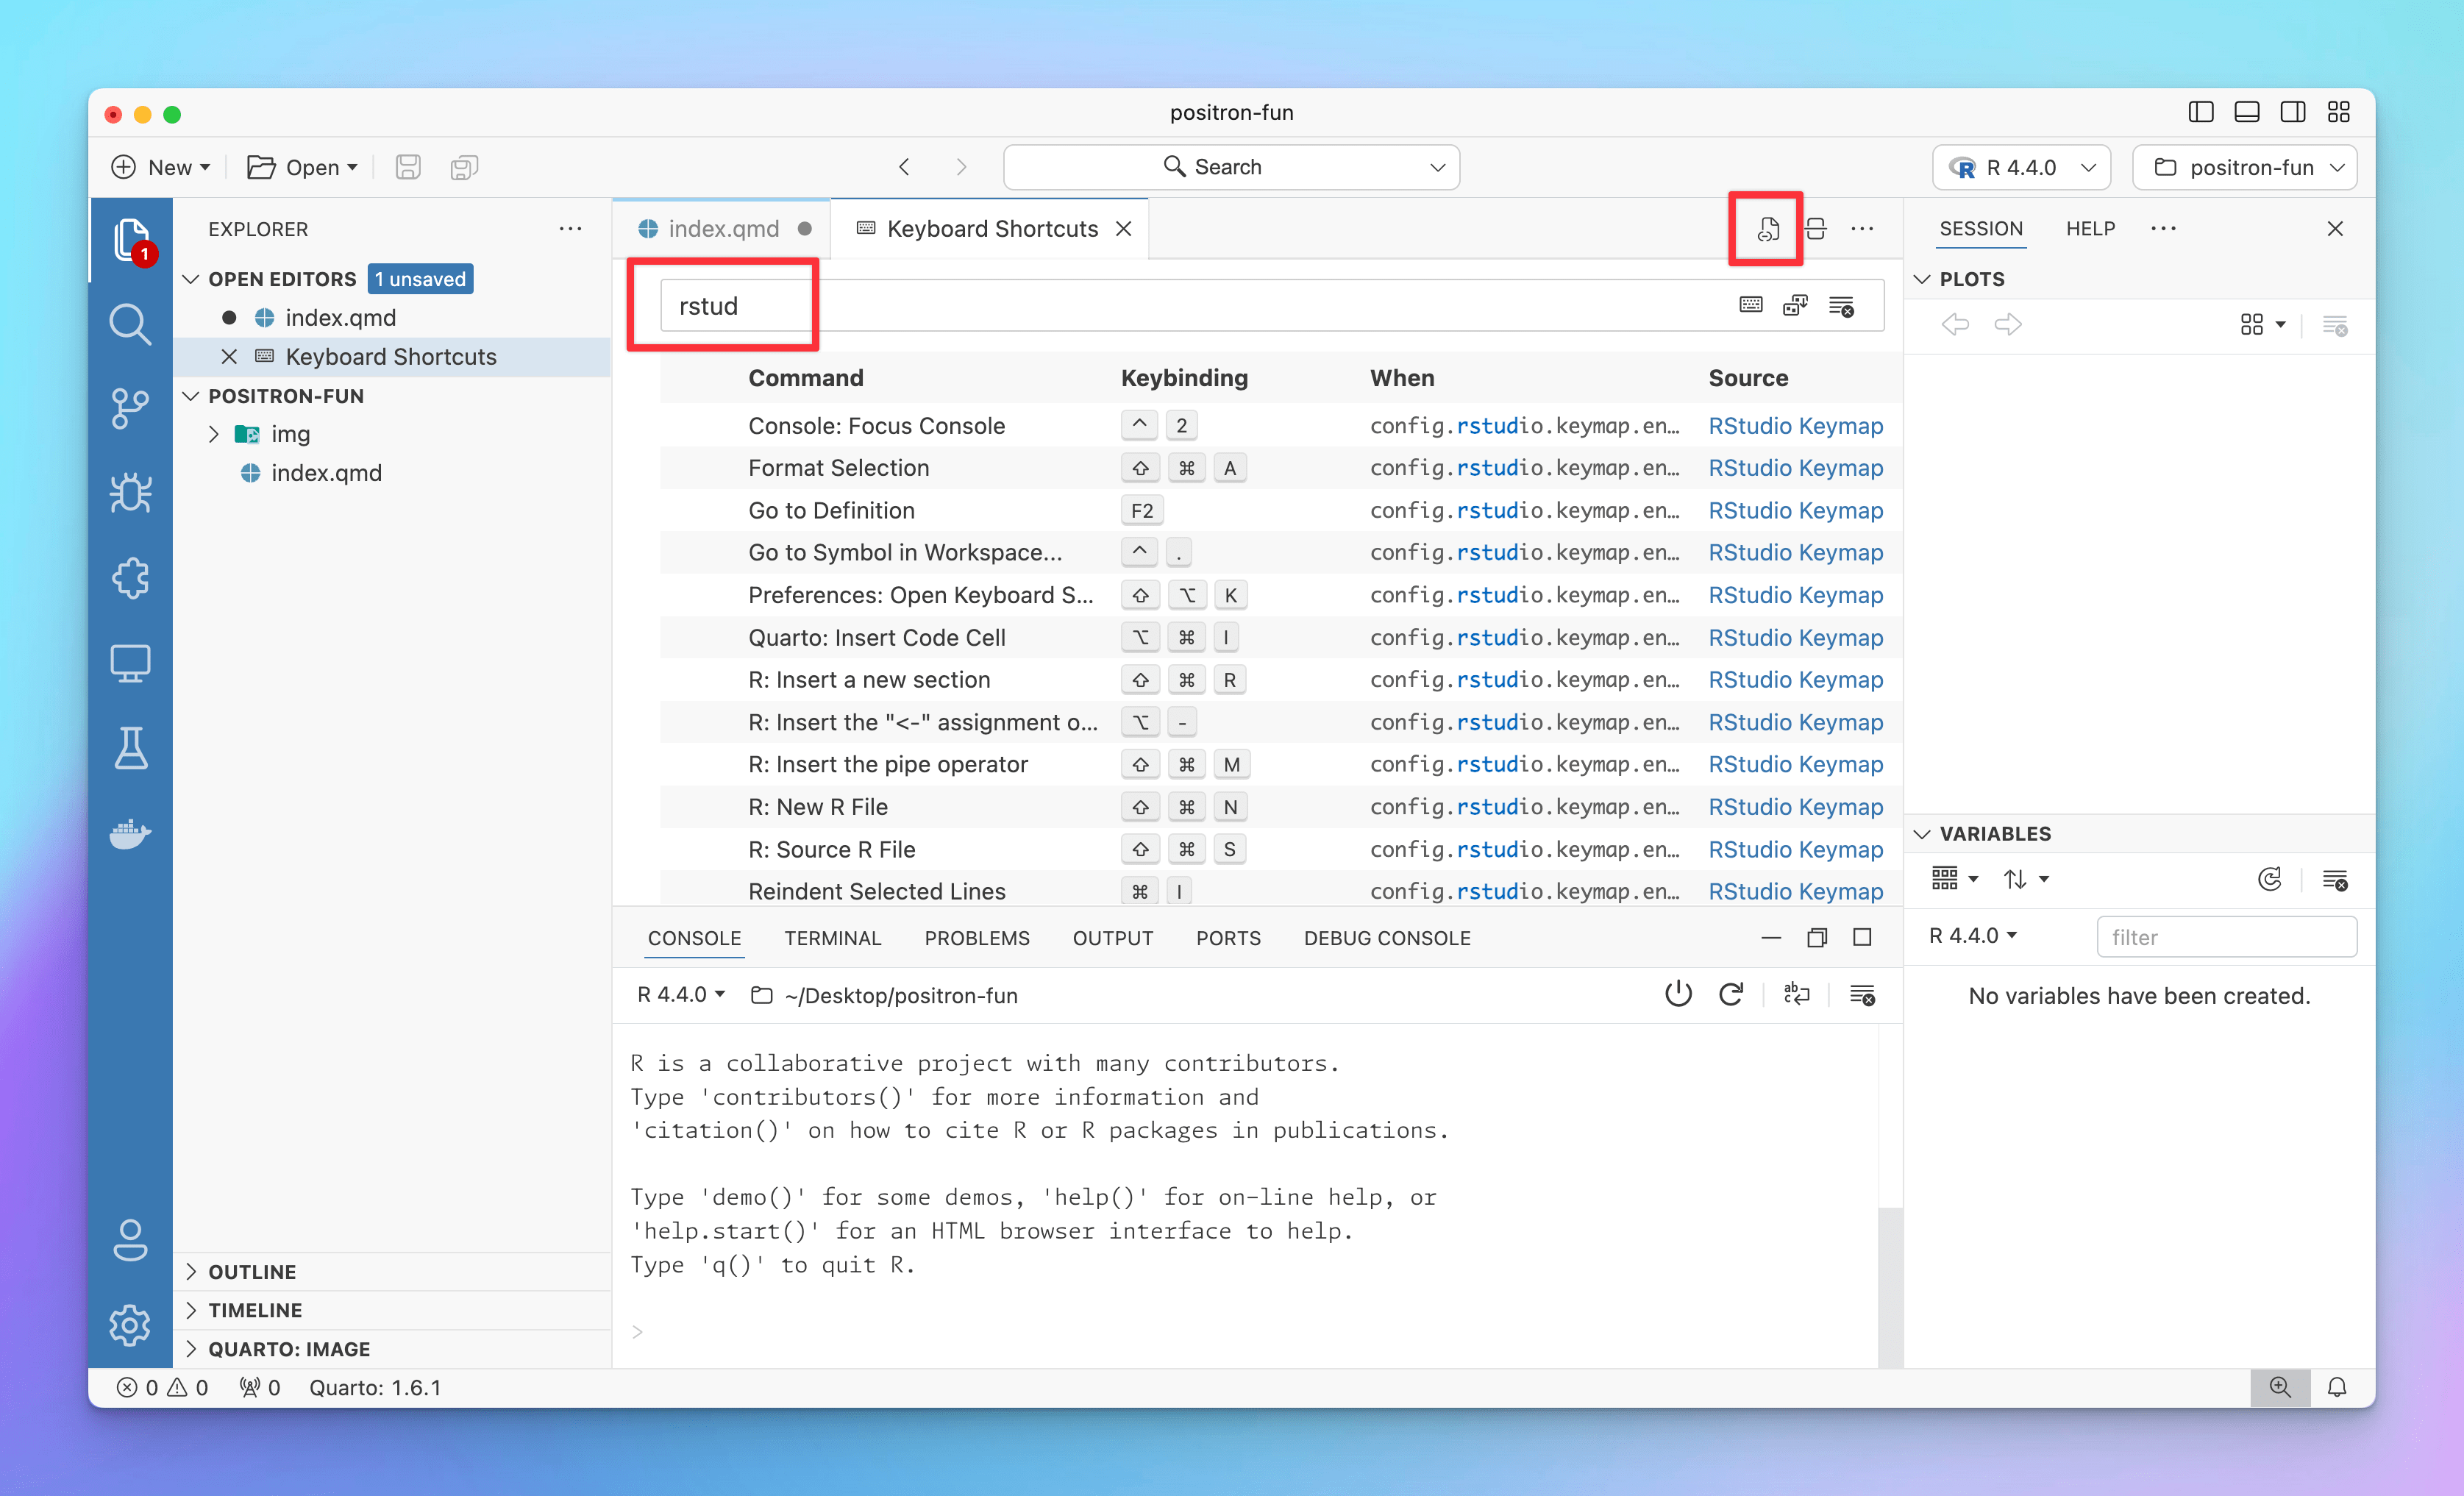 positron-fun
New
Open
Search
R 4.4.0
positron-fun
1
EXPLORER
OPEN EDITORS 1 unsaved
index.qmd
Keyboard Shortcuts
POSITRON-FUN
img
index.qmd
OUTLINE
TIMELINE
QUARTO: IMAGE
index.qmd
Keyboard Shortcuts
rstud
Command Keybinding When Source
Console: Focus Console ^ 2 config.rstudio.keymap.en… RStudio Keymap
Format Selection ⇧ ⌘ A config.rstudio.keymap.en… RStudio Keymap
Go to Definition F2 config.rstudio.keymap.en… RStudio Keymap
Go to Symbol in Workspace... ^ . config.rstudio.keymap.en… RStudio Keymap
Preferences: Open Keyboard S... ⇧ ⌥ K config.rstudio.keymap.en… RStudio Keymap
Quarto: Insert Code Cell ⌥ ⌘ I config.rstudio.keymap.en… RStudio Keymap
R: Insert a new section ⇧ ⌘ R config.rstudio.keymap.en… RStudio Keymap
R: Insert the "<-" assignment o... ⌥ - config.rstudio.keymap.en… RStudio Keymap
R: Insert the pipe operator ⇧ ⌘ M config.rstudio.keymap.en… RStudio Keymap
R: New R File ⇧ ⌘ N config.rstudio.keymap.en… RStudio Keymap
R: Source R File ⇧ ⌘ S config.rstudio.keymap.en… RStudio Keymap
Reindent Selected Lines ⌘ I config.rstudio.keymap.en… RStudio Keymap
CONSOLE TERMINAL PROBLEMS OUTPUT PORTS DEBUG CONSOLE
R 4.4.0 ~/Desktop/positron-fun
R is a collaborative project with many contributors.
Type 'contributors()' for more information and
'citation()' on how to cite R or R packages in publications.
Type 'demo()' for some demos, 'help()' for on-line help, or
'help.start()' for an HTML browser interface to help.
Type 'q()' to quit R.
>
SESSION HELP
PLOTS
VARIABLES
R 4.4.0
filter
No variables have been created.
0 0 0 Quarto: 1.6.1